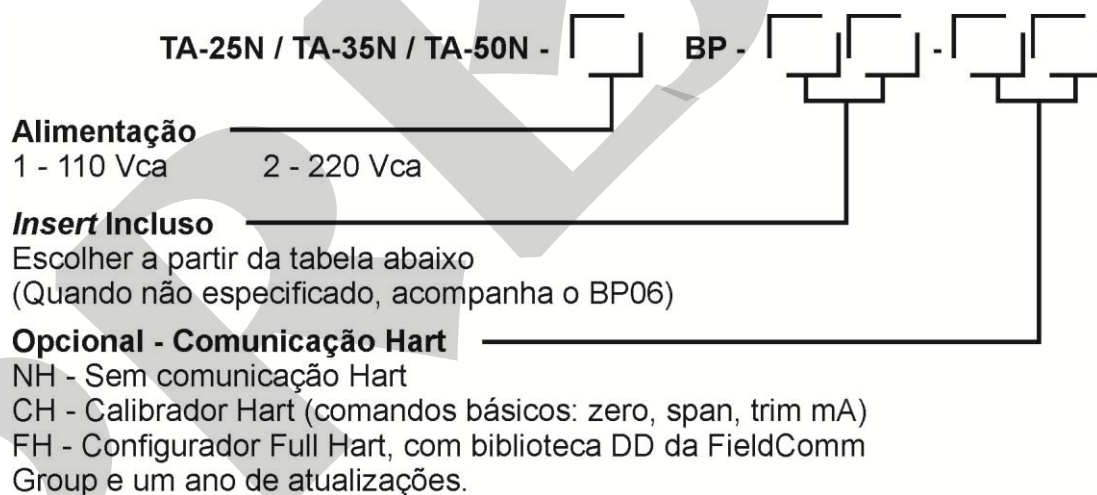 TA-25N / TA-35N / TA-50N - BP - -
Alimentação
1 - 110 Vca 2 - 220 Vca
Insert Incluso
Escolher a partir da tabela abaixo
(Quando não especificado, acompanha o BP06)
Opcional - Comunicação Hart
NH - Sem comunicação Hart
CH - Calibrador Hart (comandos básicos: zero, span, trim mA)
FH - Configurador Full Hart, com biblioteca DD da FieldComm
Group e um ano de atualizações.